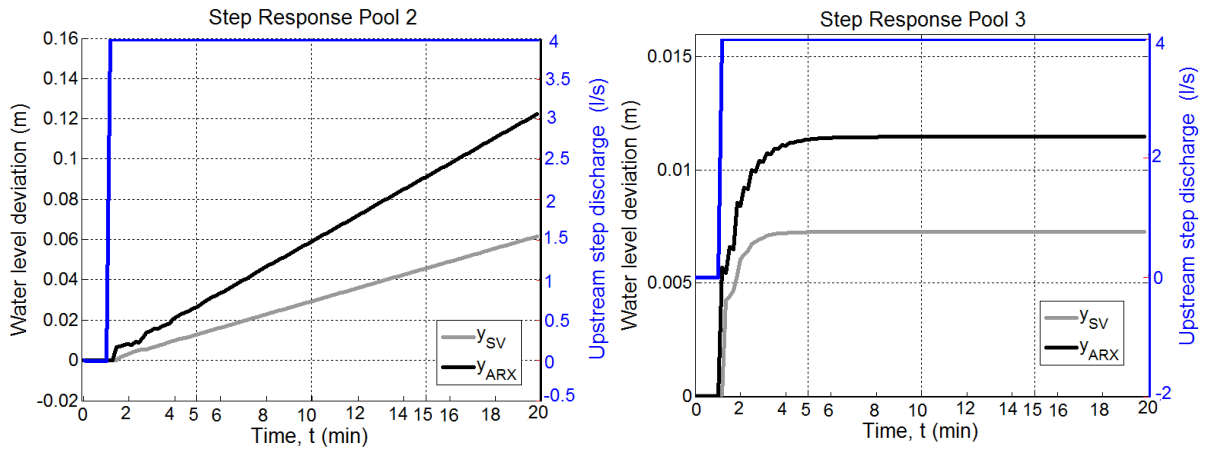 Step Response Pool 2
Water level deviation (m)
0.16
0.14
0.12
0.1
0.08
0.06
0.04
0.02
0
-0.02
4
3.5
3
2.5
2
1.5
1
0.5
0
-0.5
Upstream step discharge (l/s)
y_SV
y_ARX
0 2 4 5 6 8 10 12 14 15 16 18 20
Time, t (min)
Step Response Pool 3
Water level deviation (m)
0.015
0.01
0.005
0
4
2
0
-2
Upstream step discharge (l/s)
y_SV
y_ARX
0 2 4 5 6 8 10 12 14 15 16 18 20
Time, t (min)